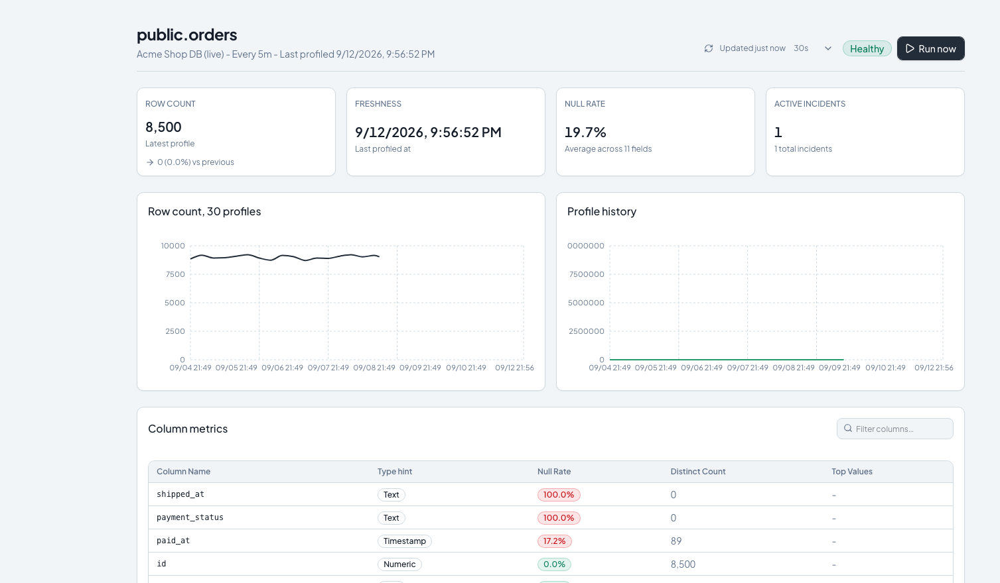 public.orders
Acme Shop DB (live) - Every 5m - Last profiled 9/12/2026, 9:56:52 PM
Updated just now 30s
Healthy
Run now
ROW COUNT
8,500
Latest profile
→ 0 (0.0%) vs previous
FRESHNESS
9/12/2026, 9:56:52 PM
Last profiled at
NULL RATE
19.7%
Average across 11 fields
ACTIVE INCIDENTS
1
1 total incidents
Row count, 30 profiles
10000
7500
5000
2500
0
09/04 21:49 09/05 21:49 09/06 21:49 09/07 21:49 09/08 21:49 09/09 21:49 09/10 21:49 09/12 21:56
Profile history
0000000
7500000
5000000
2500000
0
09/04 21:49 09/05 21:49 09/06 21:49 09/07 21:49 09/08 21:49 09/09 21:49 09/10 21:49 09/12 21:56
Column metrics
Filter columns...
Column Name Type hint Null Rate Distinct Count Top Values
shipped_at Text 100.0% 0 -
payment_status Text 100.0% 0 -
paid_at Timestamp 17.2% 89 -
id Numeric 0.0% 8,500 -